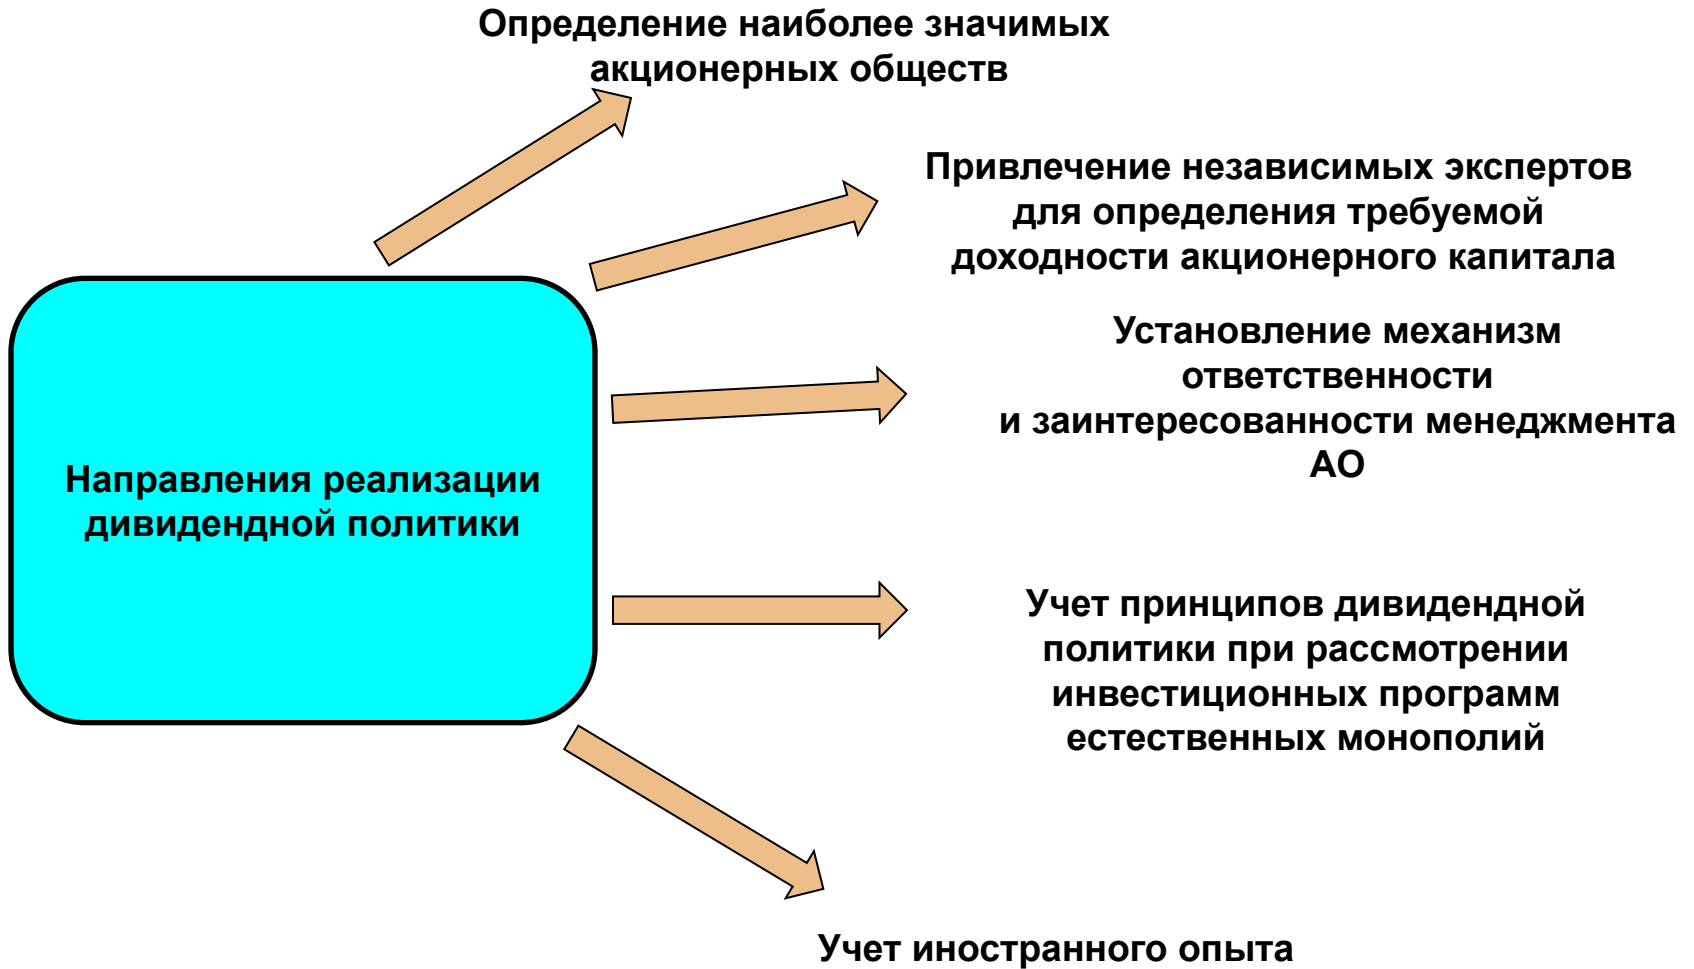 Определение наиболее значимых
акционерных обществ
Привлечение независимых экспертов
для определения требуемой
доходности акционерного капитала
Установление механизм
ответственности
и заинтересованности менеджмента
АО
Направления реализации
дивидендной политики
Учет принципов дивидендной
политики при рассмотрении
инвестиционных программ
естественных монополий
Учет иностранного опыта